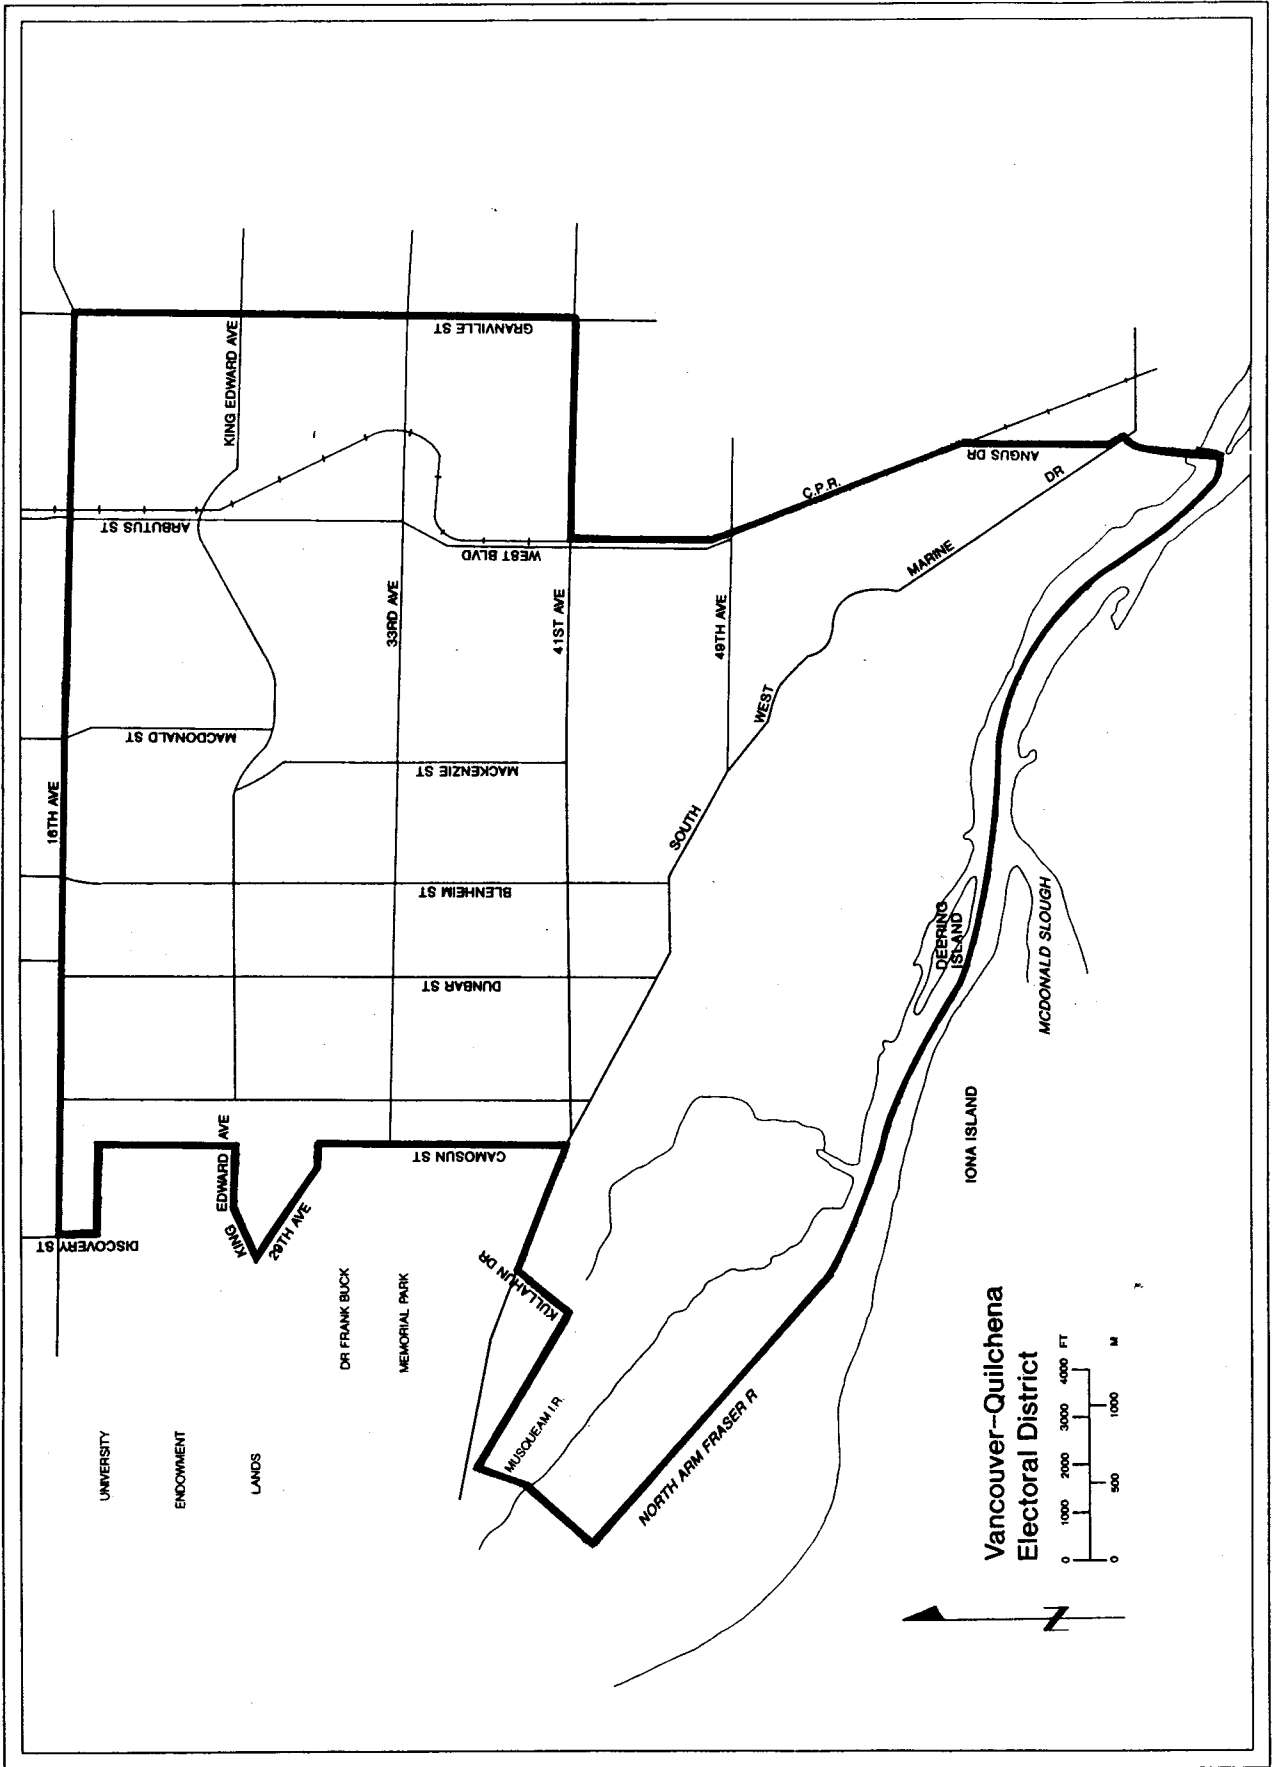 DISCOVERY ST
16TH AVE
UNIVERSITY
ENDOWMENT
LANDS
KING
EDWARD AVE
29TH AVE
KING EDWARD AVE
MACDONALD ST
ARBUTUS ST
DR FRANK BUCK
MEMORIAL PARK
CAMOSUN ST
DUNBAR ST
BLENHEIM ST
MACKENZIE ST
33RD AVE
WEST BLVD
GRANVILLE ST
41ST AVE
KULLAHUN DR
MUSQUEAM I.R.
SOUTH
WEST
MARINE
DR
49TH AVE
C.P.R.
ANGUS DR
NORTH ARM FRASER R
DEERING
ISLAND
IONA ISLAND
MCDONALD SLOUGH
Vancouver-Quilchena
Electoral District
0 1000 2000 3000 4000 FT
0 500 1000 M
N